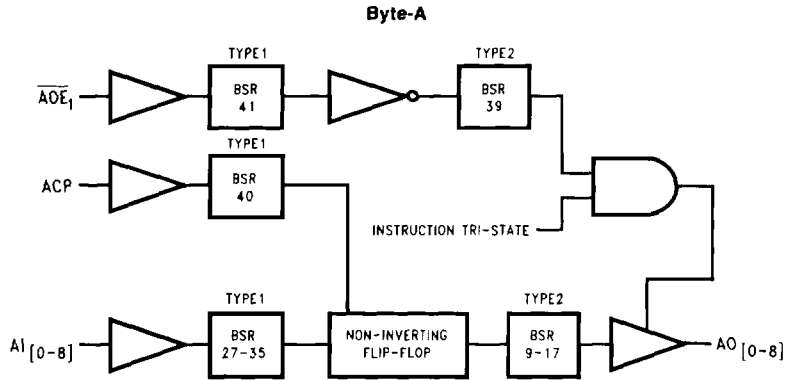 Byte-A
TYPE1
TYPE2
A̅O̅E̅₁
BSR
41
BSR
39
TYPE1
ACP
BSR
40
INSTRUCTION TRI-STATE
TYPE1
TYPE2
AI[0-8]
BSR
27-35
NON-INVERTING
FLIP-FLOP
BSR
9-17
AO[0-8]